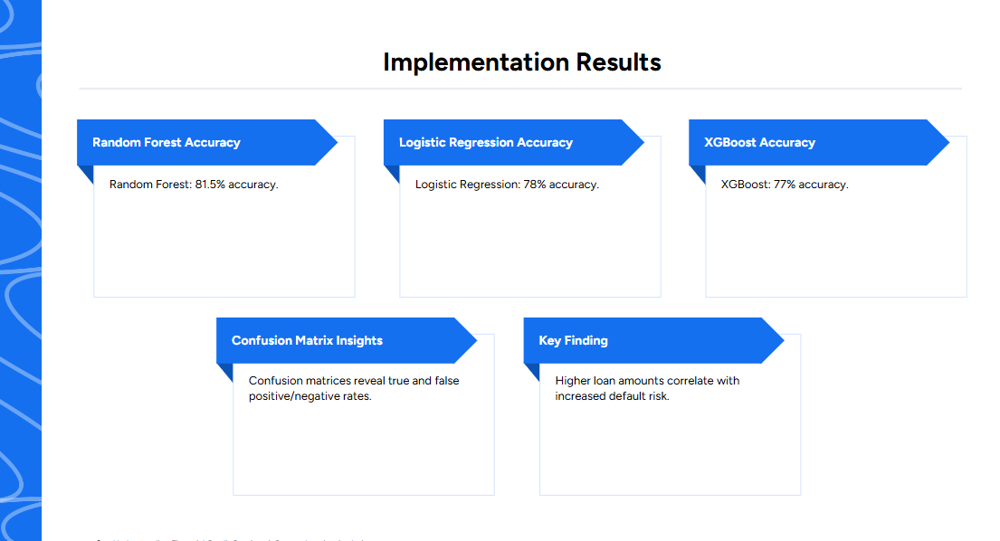 Implementation Results
Random Forest Accuracy
Random Forest: 81.5% accuracy.
Logistic Regression Accuracy
Logistic Regression: 78% accuracy.
XGBoost Accuracy
XGBoost: 77% accuracy.
Confusion Matrix Insights
Confusion matrices reveal true and false
positive/negative rates.
Key Finding
Higher loan amounts correlate with
increased default risk.